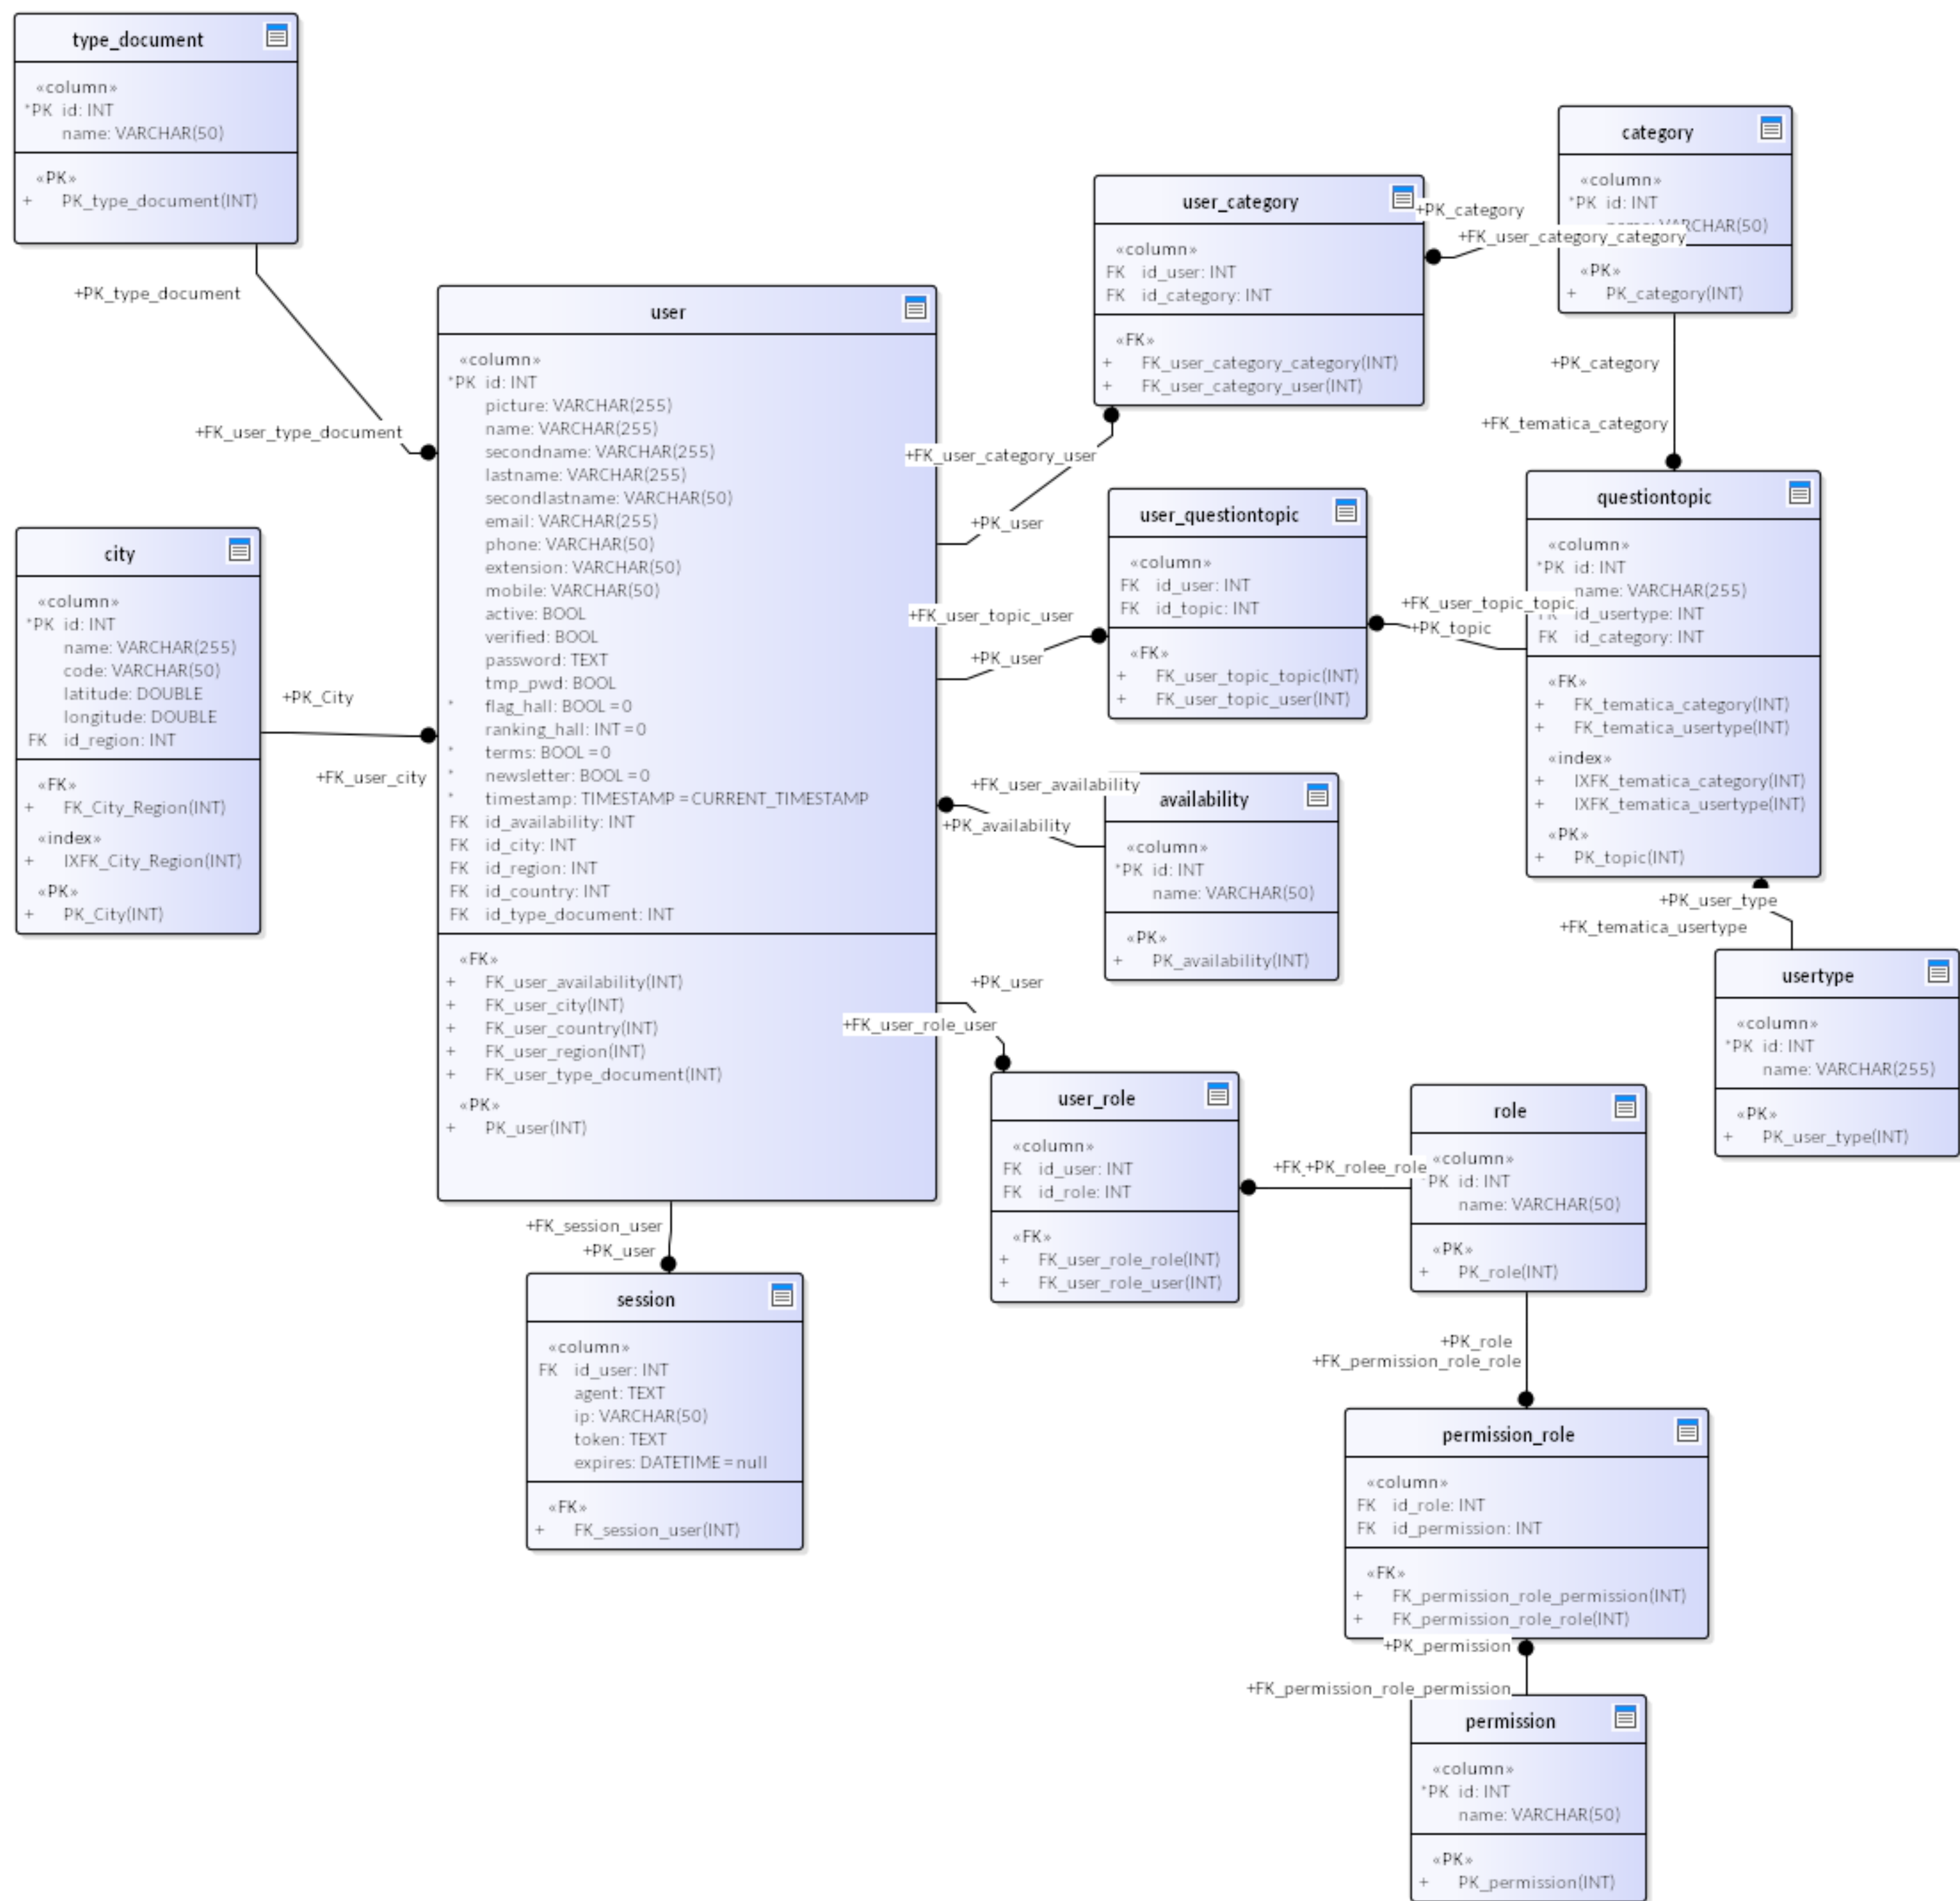 type_document
«column»
*PK id: INT
name: VARCHAR(50)
«PK»
+ PK_type_document(INT)
+PK_type_document
+FK_user_type_document
city
«column»
*PK id: INT
name: VARCHAR(255)
code: VARCHAR(50)
latitude: DOUBLE
longitude: DOUBLE
FK id_region: INT
«FK»
+ FK_City_Region(INT)
«index»
+ IXFK_City_Region(INT)
«PK»
+ PK_City(INT)
+PK_City
+FK_user_city
user
«column»
*PK id: INT
picture: VARCHAR(255)
name: VARCHAR(255)
secondname: VARCHAR(255)
lastname: VARCHAR(255)
secondlastname: VARCHAR(50)
email: VARCHAR(255)
phone: VARCHAR(50)
extension: VARCHAR(50)
mobile: VARCHAR(50)
active: BOOL
verified: BOOL
password: TEXT
tmp_pwd: BOOL
* flag_hall: BOOL = 0
ranking_hall: INT = 0
* terms: BOOL = 0
* newsletter: BOOL = 0
* timestamp: TIMESTAMP = CURRENT_TIMESTAMP
FK id_availability: INT
FK id_city: INT
FK id_region: INT
FK id_country: INT
FK id_type_document: INT
«FK»
+ FK_user_availability(INT)
+ FK_user_city(INT)
+ FK_user_country(INT)
+ FK_user_region(INT)
+ FK_user_type_document(INT)
«PK»
+ PK_user(INT)
+FK_session_user
+PK_user
session
«column»
FK id_user: INT
agent: TEXT
ip: VARCHAR(50)
token: TEXT
expires: DATETIME = null
«FK»
+ FK_session_user(INT)
user_category
«column»
FK id_user: INT
FK id_category: INT
«FK»
+ FK_user_category_category(INT)
+ FK_user_category_user(INT)
+PK_category
+FK_user_category_category
+FK_user_category_user
+PK_user
category
«column»
*PK id: INT
VARCHAR(50)
«PK»
+ PK_category(INT)
+PK_category
+FK_tematica_category
user_questiontopic
«column»
FK id_user: INT
FK id_topic: INT
«FK»
+ FK_user_topic_topic(INT)
+ FK_user_topic_user(INT)
+FK_user_topic_user
+PK_user
+FK_user_topic_topic
+PK_topic
questiontopic
«column»
*PK id: INT
name: VARCHAR(255)
id_usertype: INT
FK id_category: INT
«FK»
+ FK_tematica_category(INT)
+ FK_tematica_usertype(INT)
«index»
+ IXFK_tematica_category(INT)
+ IXFK_tematica_usertype(INT)
«PK»
+ PK_topic(INT)
+PK_user_type
+FK_tematica_usertype
usertype
«column»
*PK id: INT
name: VARCHAR(255)
«PK»
+ PK_user_type(INT)
+FK_user_availability
+PK_availability
availability
«column»
*PK id: INT
name: VARCHAR(50)
«PK»
+ PK_availability(INT)
+PK_user
+FK_user_role_user
user_role
«column»
FK id_user: INT
FK id_role: INT
«FK»
+ FK_user_role_role(INT)
+ FK_user_role_user(INT)
+PK_rolee_role
role
«column»
*PK id: INT
name: VARCHAR(50)
«PK»
+ PK_role(INT)
+PK_role
+FK_permission_role_role
permission_role
«column»
FK id_role: INT
FK id_permission: INT
«FK»
+ FK_permission_role_permission(INT)
+ FK_permission_role_role(INT)
+PK_permission
+FK_permission_role_permission
permission
«column»
*PK id: INT
name: VARCHAR(50)
«PK»
+ PK_permission(INT)